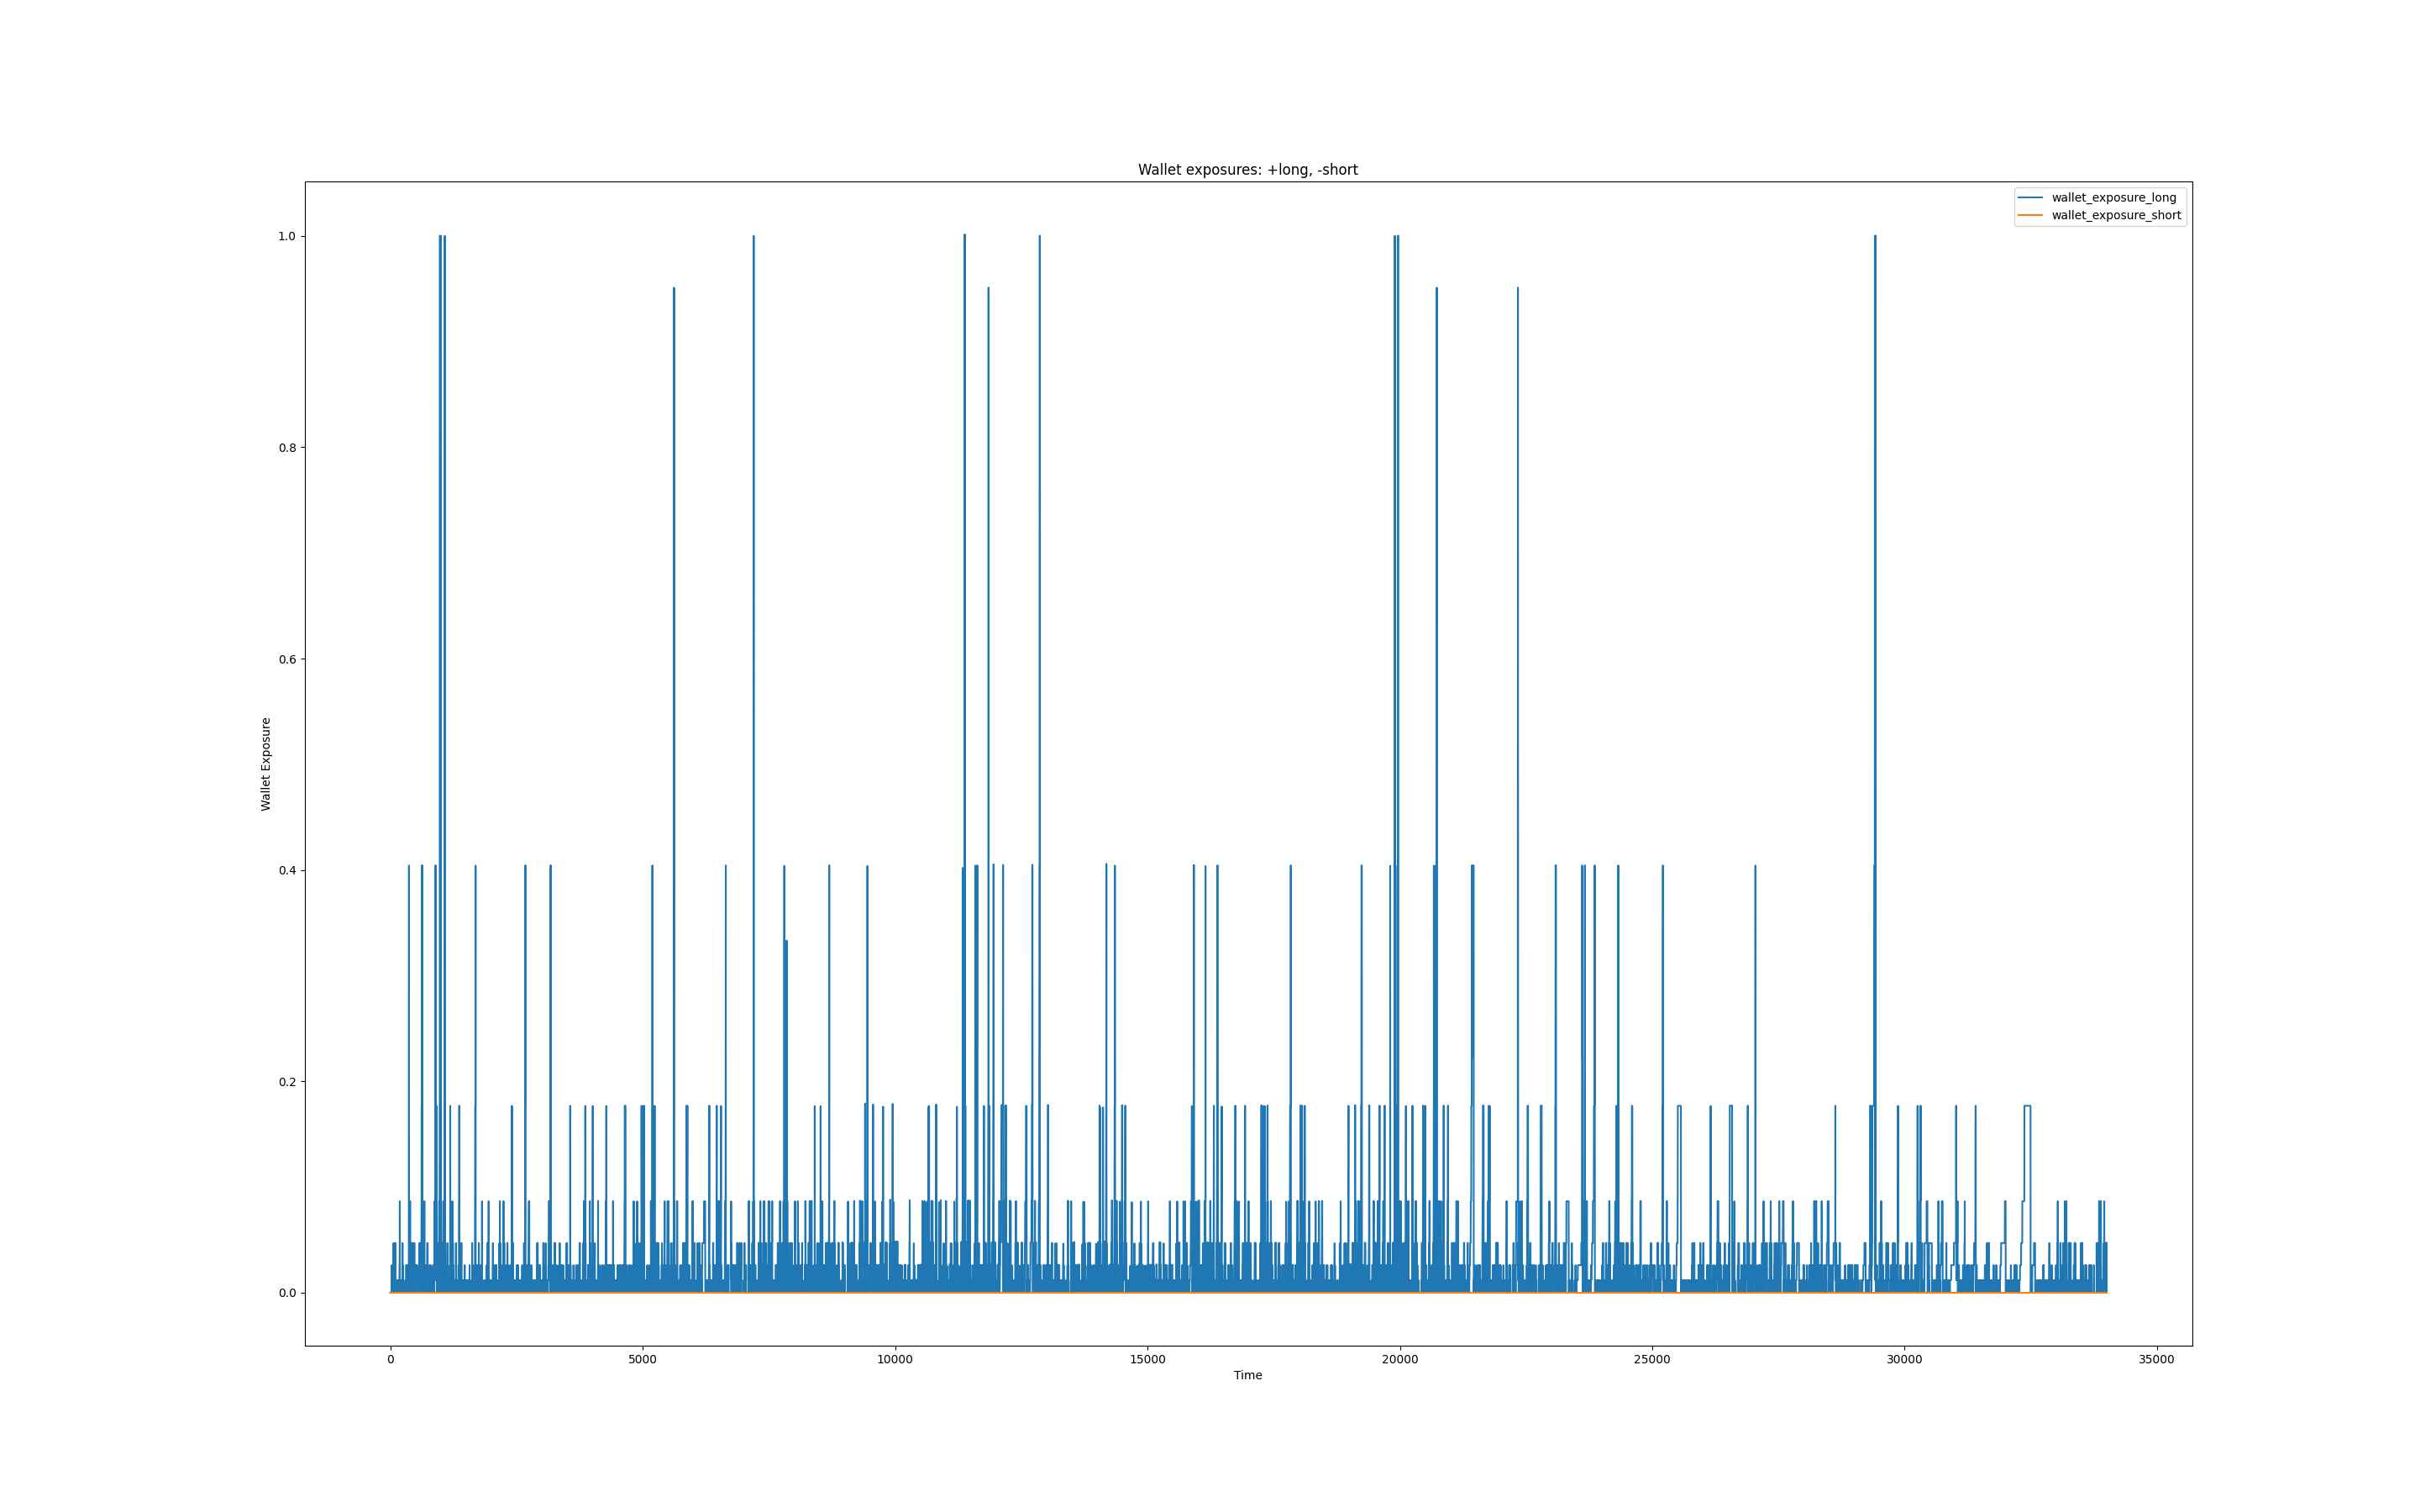 Wallet exposures: +long, -short
wallet_exposure_long
wallet_exposure_short
1.0
0.8
0.6
0.4
0.2
0.0
Wallet Exposure
0 5000 10000 15000 20000 25000 30000 35000
Time